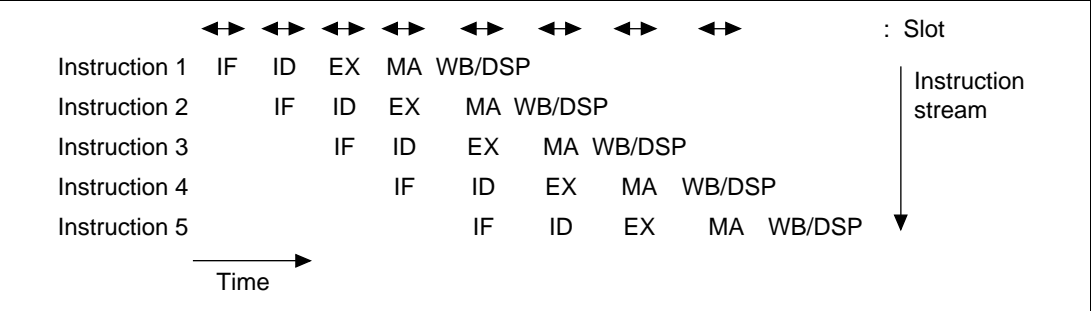 : Slot
Instruction 1 IF ID EX MA WB/DSP
Instruction 2 IF ID EX MA WB/DSP
Instruction 3 IF ID EX MA WB/DSP
Instruction 4 IF ID EX MA WB/DSP
Instruction 5 IF ID EX MA WB/DSP
Instruction
stream
Time